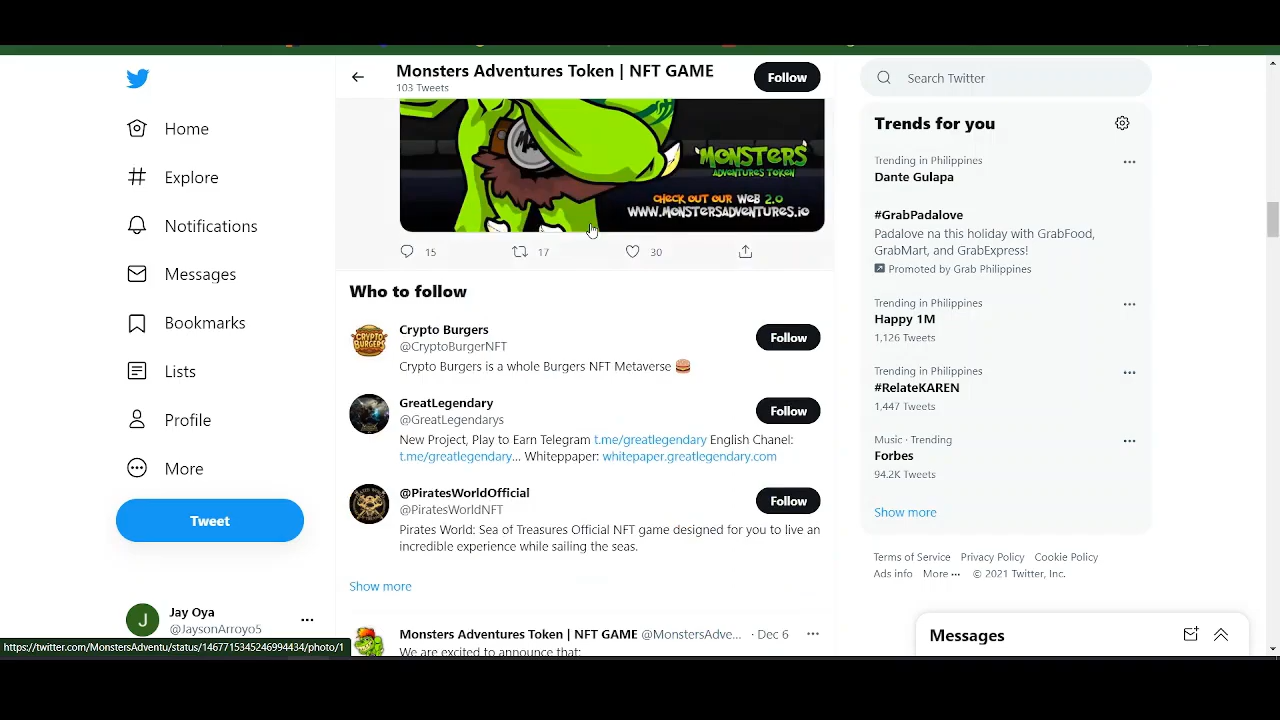 Monsters Adventures Token | NFT GAME
103 Tweets
Follow
Search Twitter
Home
Explore
Notifications
Messages
Bookmarks
Lists
Profile
More
Tweet
Jay Oya
@JaysonArroyo5
https://twitter.com/MonstersAdventu/status/1467715345246994434/photo/1
MONSTERS
ADVENTURES TOKEN
CHECK OUT OUR WEB 2.0
WWW.MONSTERSADVENTURES.IO
15
17
30
Who to follow
Crypto Burgers
@CryptoBurgerNFT
Crypto Burgers is a whole Burgers NFT Metaverse 🍔
Follow
GreatLegendary
@GreatLegendarys
New Project, Play to Earn Telegram t.me/greatlegendary English Chanel:
t.me/greatlegendary... Whiteppaper: whitepaper.greatlegendary.com
Follow
@PiratesWorldOfficial
@PiratesWorldNFT
Pirates World: Sea of Treasures Official NFT game designed for you to live an
incredible experience while sailing the seas.
Follow
Show more
Monsters Adventures Token | NFT GAME @MonstersAdve... · Dec 6
We are excited to announce that:
Trends for you
Trending in Philippines
Dante Gulapa
#GrabPadalove
Padalove na this holiday with GrabFood,
GrabMart, and GrabExpress!
Promoted by Grab Philippines
Trending in Philippines
Happy 1M
1,126 Tweets
Trending in Philippines
#RelateKAREN
1,447 Tweets
Music · Trending
Forbes
94.2K Tweets
Show more
Terms of Service Privacy Policy Cookie Policy
Ads info More ··· © 2021 Twitter, Inc.
Messages
J